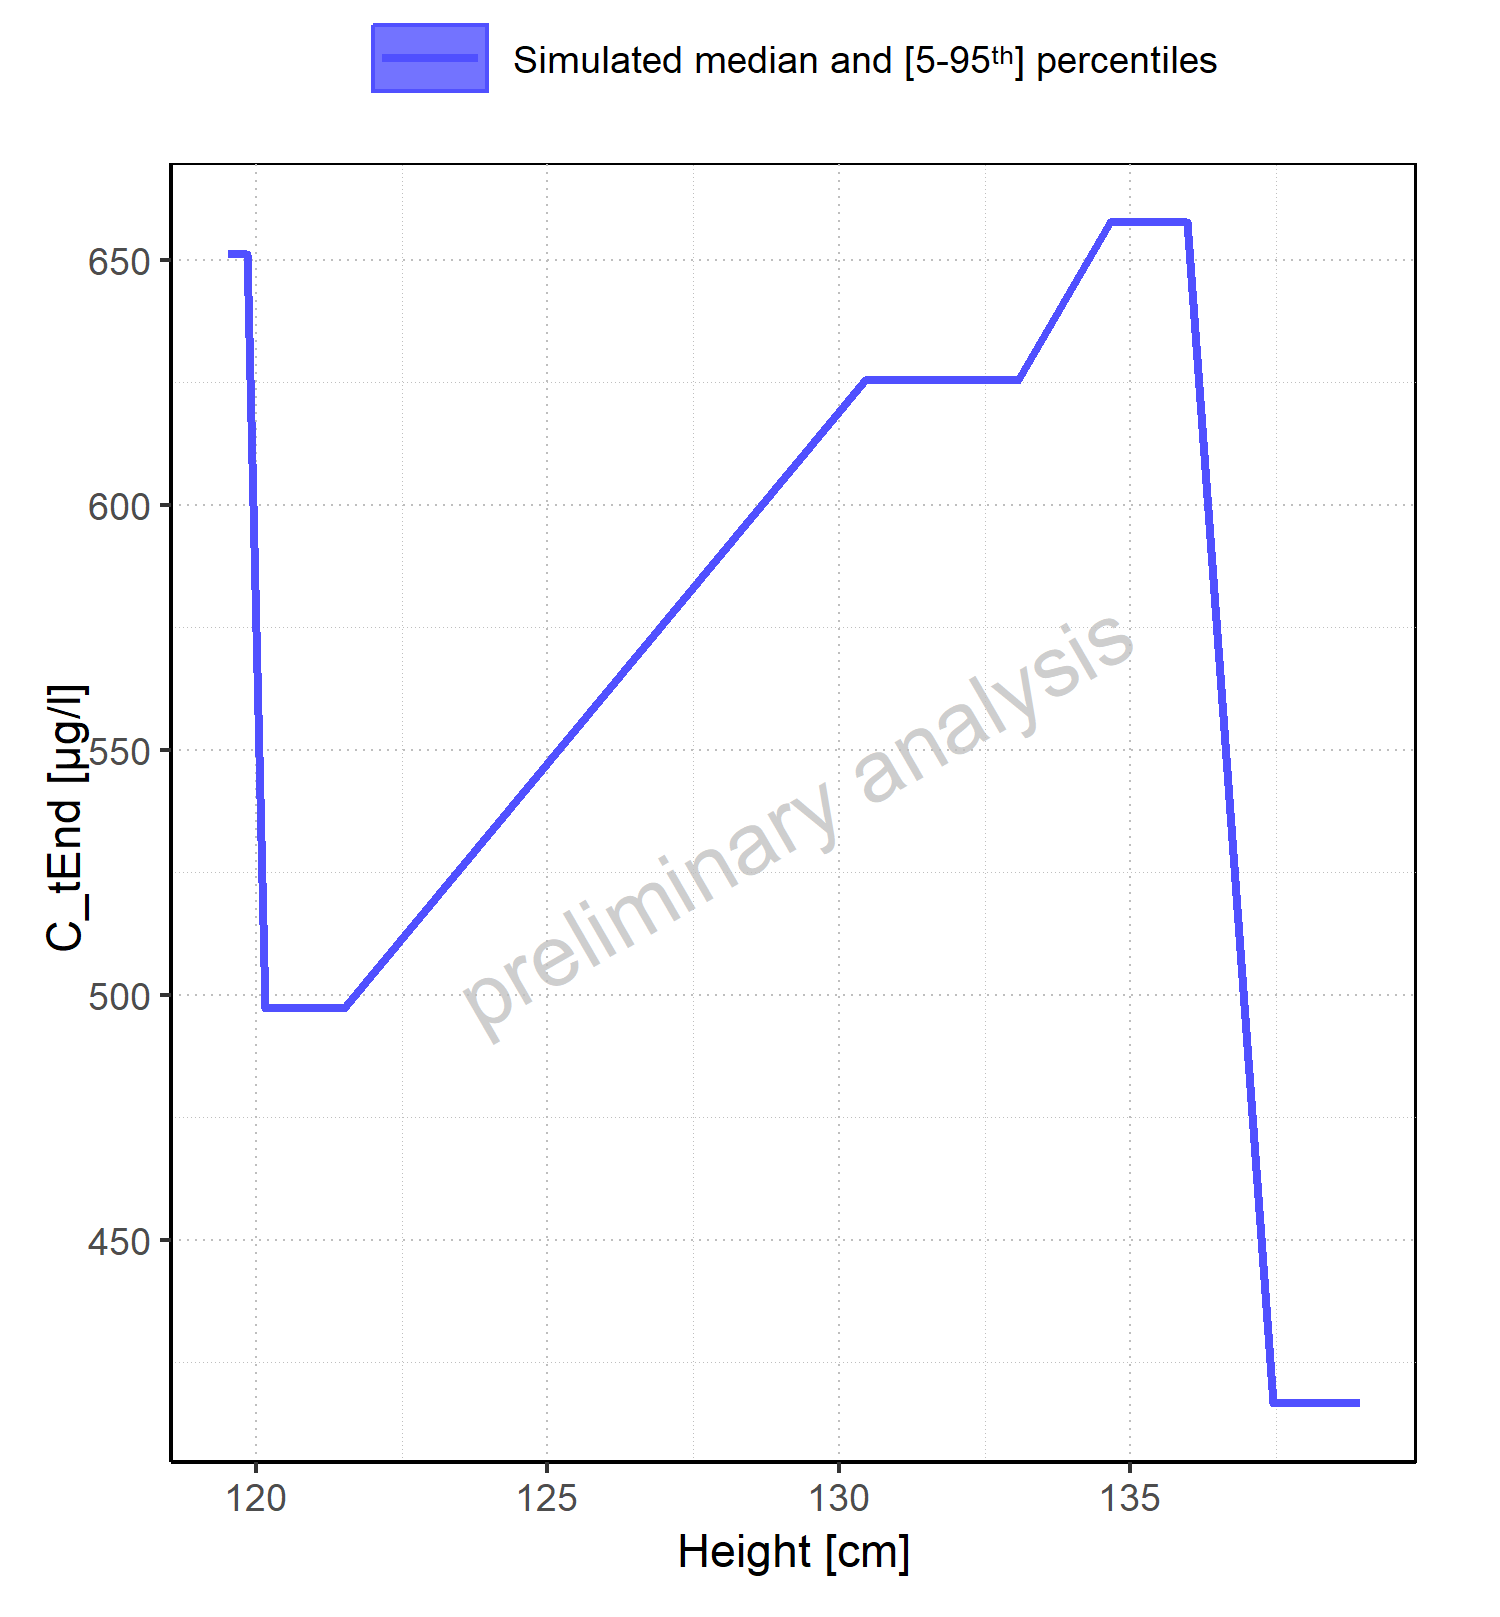 Simulated median and [5-95ᵗʰ] percentiles
650
600
550
500
450
C_tEnd [µg/l]
preliminary analysis
120 125 130 135
Height [cm]